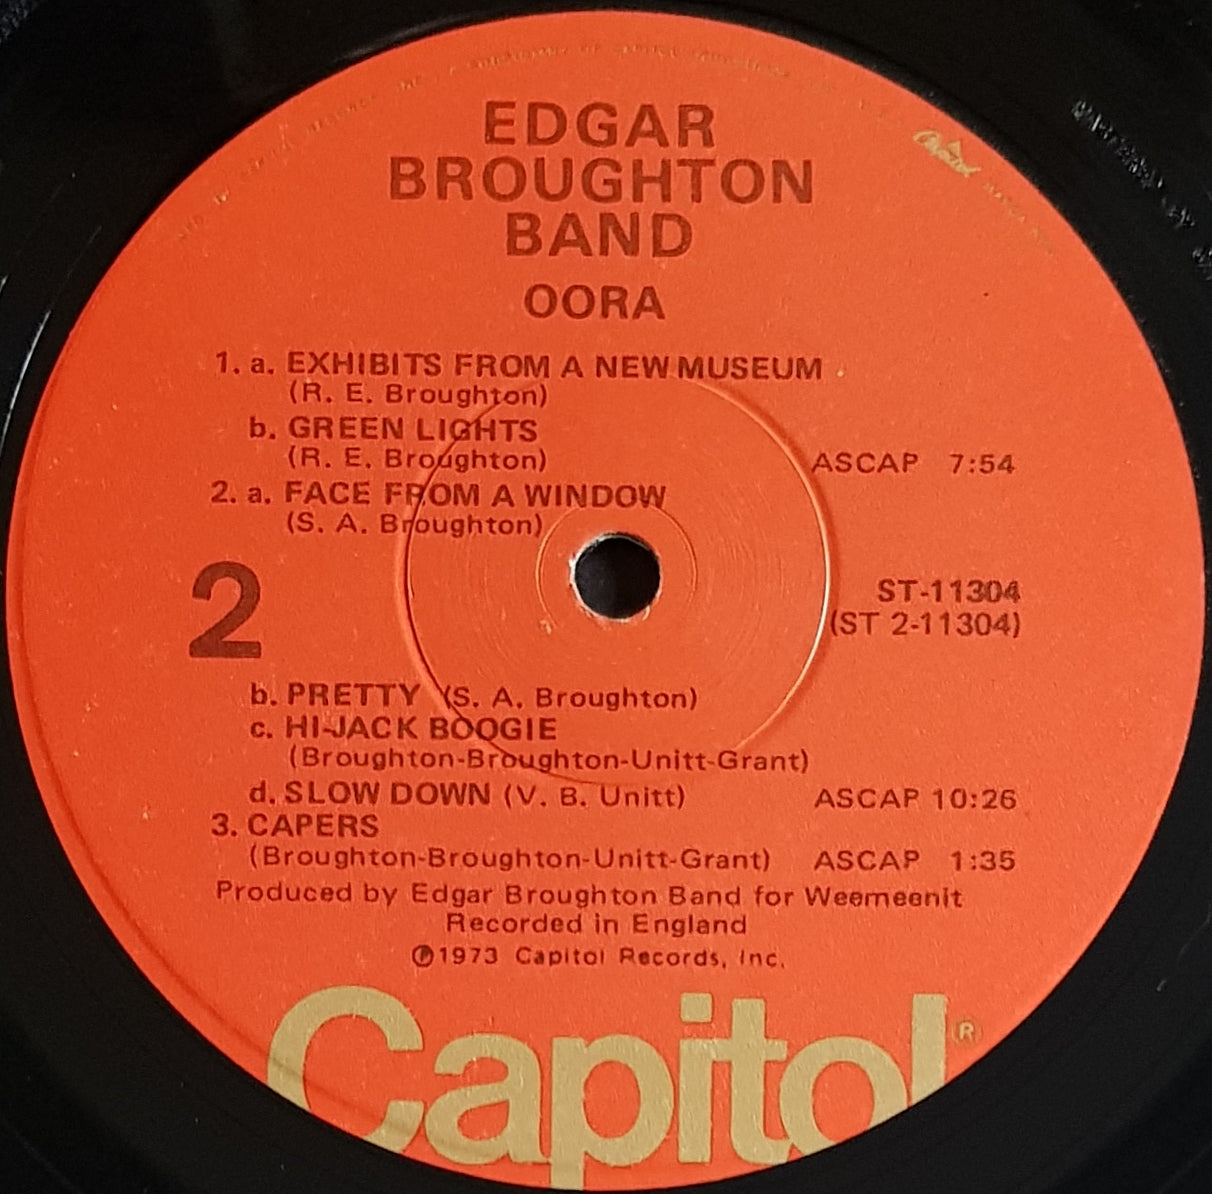 EDGAR
BROUGHTON
BAND
OORA
1. a. EXHIBITS FROM A NEW MUSEUM
(R. E. Broughton)
b. GREEN LIGHTS
(R. E. Broughton) ASCAP 7:54
2. a. FACE FROM A WINDOW
(S. A. Broughton)
2
ST-11304
(ST 2-11304)
b. PRETTY (S. A. Broughton)
c. HI-JACK BOOGIE
(Broughton-Broughton-Unitt-Grant)
d. SLOW DOWN (V. B. Unitt) ASCAP 10:26
3. CAPERS
(Broughton-Broughton-Unitt-Grant) ASCAP 1:35
Produced by Edgar Broughton Band for Weemeenit
Recorded in England
℗1973 Capitol Records, Inc.
Capitol®
Capitol